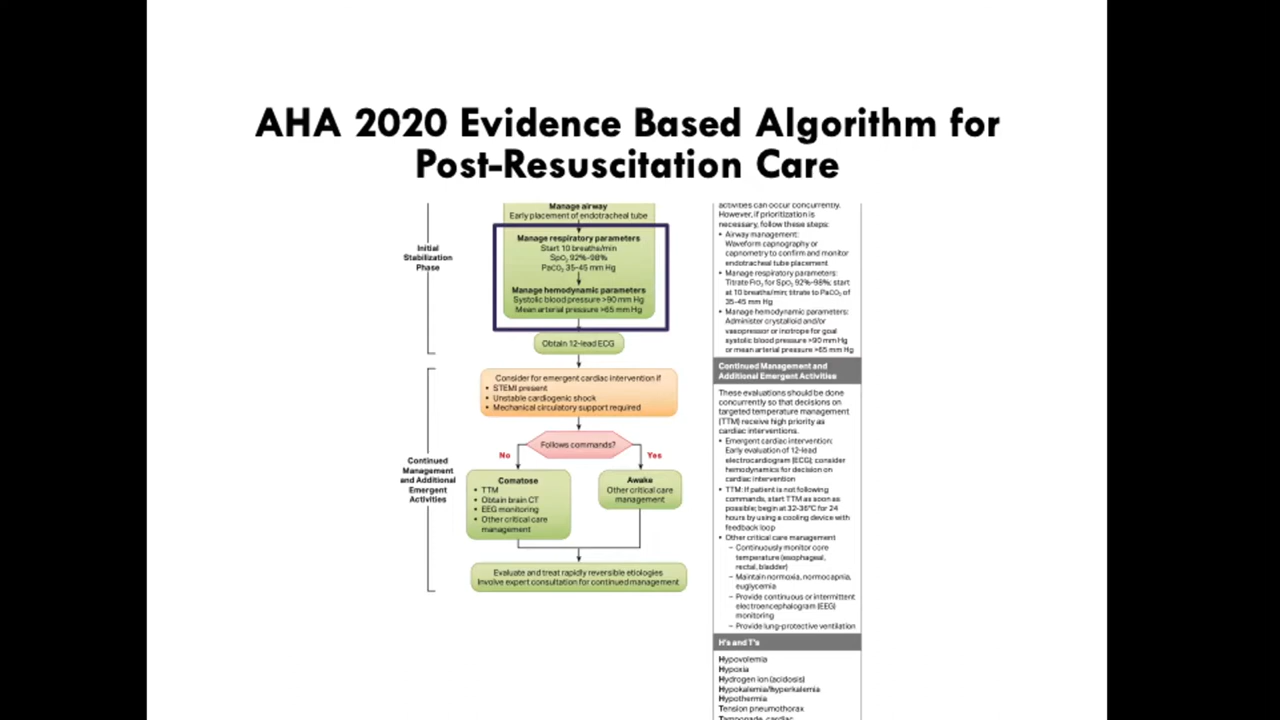 AHA 2020 Evidence Based Algorithm for
Post-Resuscitation Care
Initial
Stabilization
Phase
Manage airway
Early placement of endotracheal tube
Manage respiratory parameters
Start 10 breaths/min
SpO₂ 92%-98%
PaCO₂ 35-45 mm Hg
Manage hemodynamic parameters
Systolic blood pressure >90 mm Hg
Mean arterial pressure >65 mm Hg
Obtain 12-lead ECG
Continued
Management
and Additional
Emergent
Activities
Consider for emergent cardiac intervention if
• STEMI present
• Unstable cardiogenic shock
• Mechanical circulatory support required
Follows commands?
No
Yes
Comatose
• TTM
• Obtain brain CT
• EEG monitoring
• Other critical care
management
Awake
Other critical care
management
Evaluate and treat rapidly reversible etiologies
Involve expert consultation for continued management
activities can occur concurrently.
However, if prioritization is
necessary, follow these steps:
• Airway management:
Waveform capnography or
capnometry to confirm and monitor
endotracheal tube placement
• Manage respiratory parameters:
Titrate FIO₂ for SpO₂ 92%-98%; start
at 10 breaths/min; titrate to PaCO₂ of
35-45 mm Hg
• Manage hemodynamic parameters:
Administer crystalloid and/or
vasopressor or inotrope for goal
systolic blood pressure >90 mm Hg
or mean arterial pressure >65 mm Hg
Continued Management and
Additional Emergent Activities
These evaluations should be done
concurrently so that decisions on
targeted temperature management
(TTM) receive high priority as
cardiac interventions.
• Emergent cardiac intervention:
Early evaluation of 12-lead
electrocardiogram (ECG); consider
hemodynamics for decision on
cardiac intervention
• TTM: If patient is not following
commands, start TTM as soon as
possible; begin at 32-36°C for 24
hours by using a cooling device with
feedback loop
• Other critical care management
– Continuously monitor core
temperature (esophageal,
rectal, bladder)
– Maintain normoxia, normocapnia,
euglycemia
– Provide continuous or intermittent
electroencephalogram (EEG)
monitoring
– Provide lung-protective ventilation
H's and T's
Hypovolemia
Hypoxia
Hydrogen ion (acidosis)
Hypokalemia/hyperkalemia
Hypothermia
Tension pneumothorax
Tamponade, cardiac